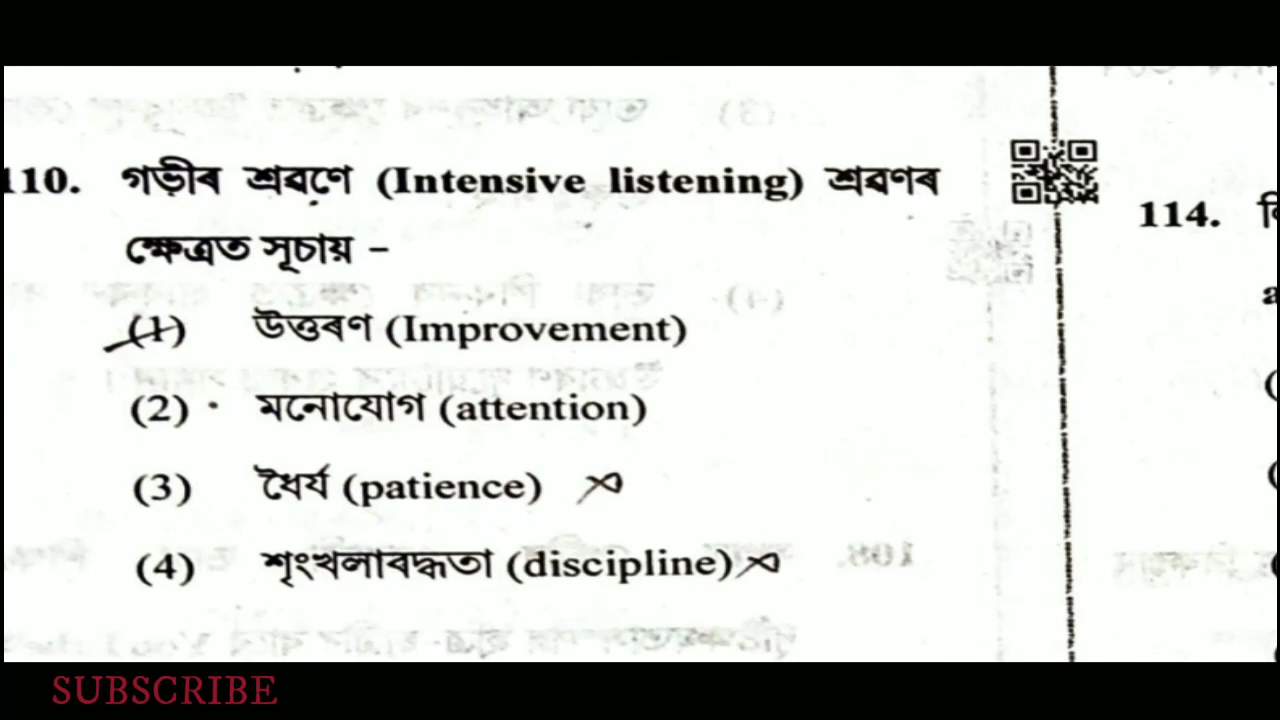 110. গভীৰ শ্ৰৱণে (Intensive listening) শ্ৰৱণৰ
ক্ষেত্ৰত সূচায় –
(1) উত্তৰণ (Improvement)
(2) মনোযোগ (attention)
(3) ধৈৰ্য (patience)
(4) শৃংখলাবদ্ধতা (discipline)
114.
SUBSCRIBE